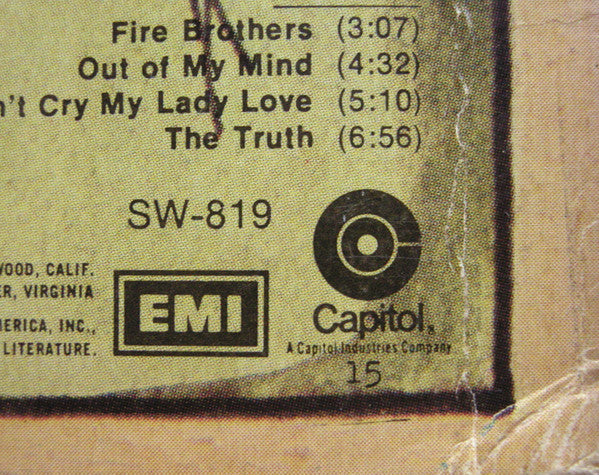 Fire Brothers (3:07)
Out of My Mind (4:32)
n't Cry My Lady Love (5:10)
The Truth (6:56)
SW-819
WOOD, CALIF.
ER, VIRGINIA
MERICA, INC.,
LITERATURE.
EMI
Capitol®
A Capitol Industries Company
15